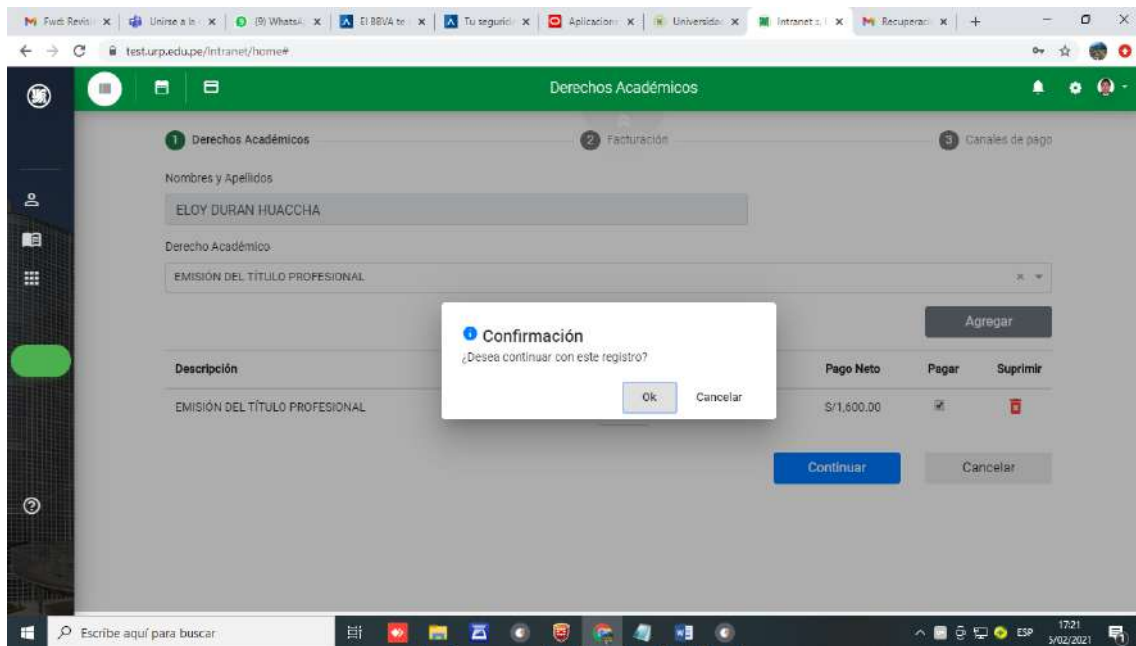 Fwd: Revisi
Unirse a la
(9) WhatsA
El BBVA te
Tu segurid
Aplicacion
Universidad
Intranet
Recuperaci
test.urp.edu.pe/intranet/home#
Derechos Académicos
1 Derechos Académicos
2 Facturación
3 Canales de pago
Nombres y Apellidos
ELOY DURAN HUACCHA
Derecho Académico
EMISIÓN DEL TÍTULO PROFESIONAL
Agregar
Confirmación
¿Desea continuar con este registro?
Ok Cancelar
Descripción Pago Neto Pagar Suprimir
EMISIÓN DEL TÍTULO PROFESIONAL S/1,600.00
Continuar Cancelar
Escribe aquí para buscar
ESP
17:21
5/02/2021